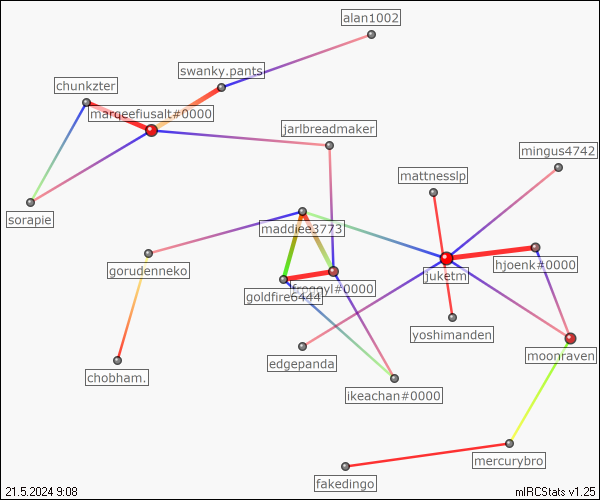 alan1002
swanky.pants
chunkzter
marqeefiusalt#0000
jarlbreadmaker
mingus4742
mattnesslp
sorapie
maddiee3773
gorudenneko
juketm
hjoenk#0000
froggyl#0000
goldfire6444
yoshimanden
moonraven
edgepanda
chobham.
ikeachan#0000
mercurybro
fakedingo
21.5.2024 9:08
mIRCStats v1.25